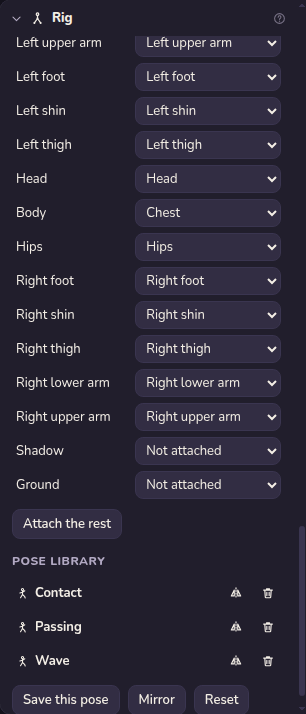 Rig
Left upper arm Left upper arm
Left foot Left foot
Left shin Left shin
Left thigh Left thigh
Head Head
Body Chest
Hips Hips
Right foot Right foot
Right shin Right shin
Right thigh Right thigh
Right lower arm Right lower arm
Right upper arm Right upper arm
Shadow Not attached
Ground Not attached
Attach the rest
POSE LIBRARY
Contact
Passing
Wave
Save this pose Mirror Reset